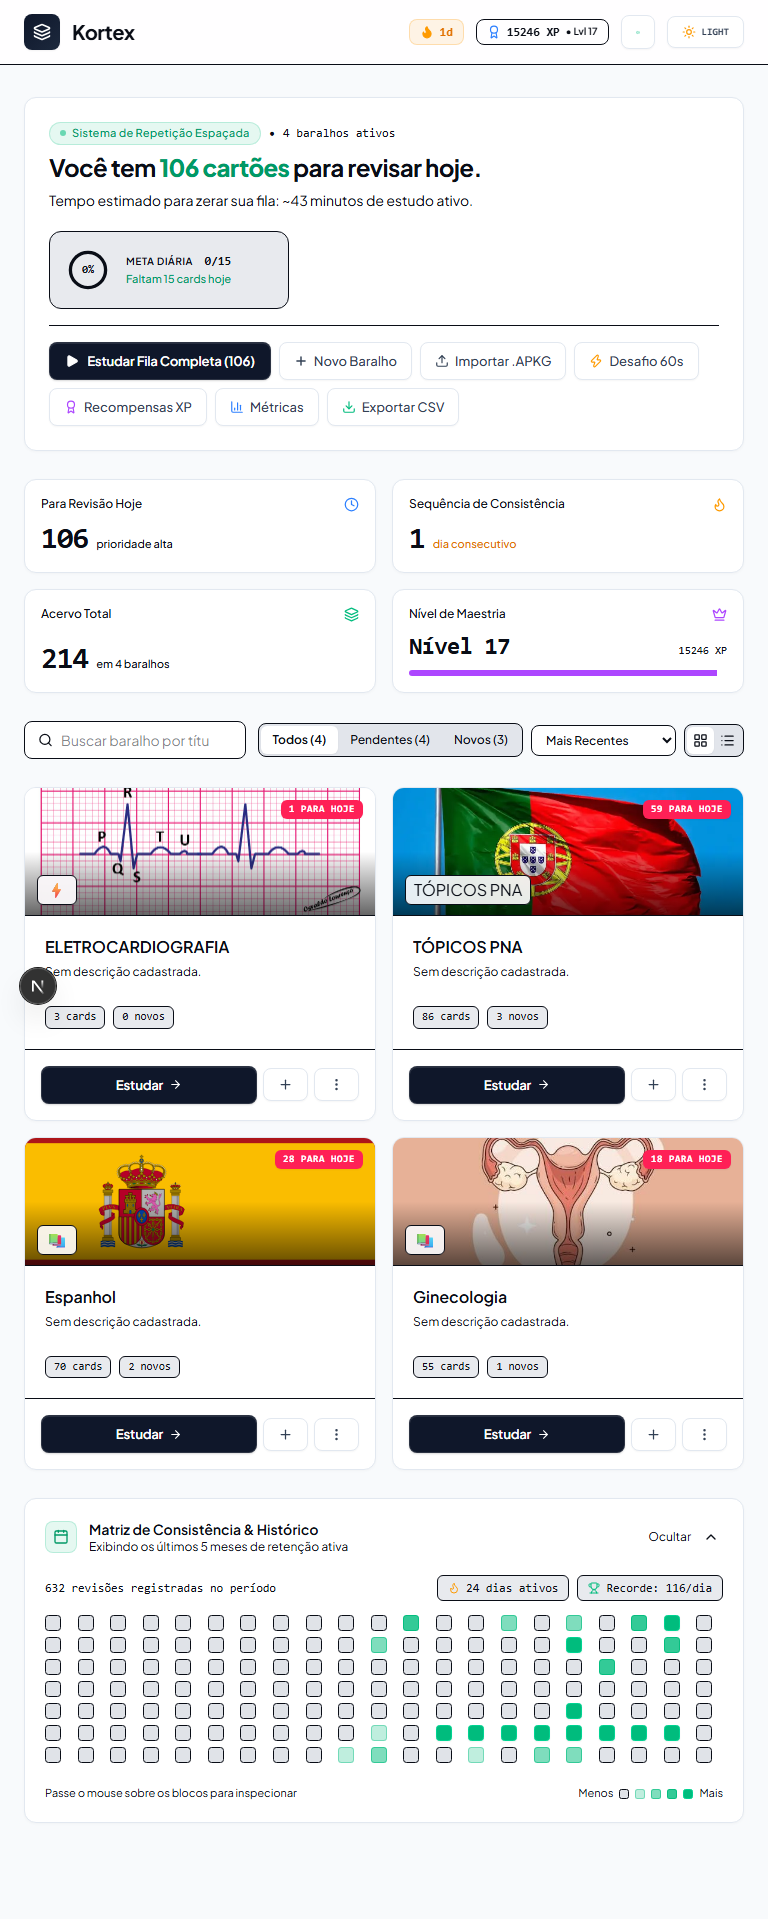 Kortex
1d
15246 XP • Lvl 17
LIGHT
Sistema de Repetição Espaçada
• 4 baralhos ativos
Você tem 106 cartões para revisar hoje.
Tempo estimado para zerar sua fila: ~43 minutos de estudo ativo.
0%
META DIÁRIA 0/15
Faltam 15 cards hoje
Estudar Fila Completa (106)
Novo Baralho
Importar .APKG
Desafio 60s
Recompensas XP
Métricas
Exportar CSV
Para Revisão Hoje
106 prioridade alta
Sequência de Consistência
1 dia consecutivo
Acervo Total
214 em 4 baralhos
Nível de Maestria
Nível 17
15246 XP
Buscar baralho por títu
Todos (4)
Pendentes (4)
Novos (3)
Mais Recentes
R
P
T
U
Q
S
1 PARA HOJE
ELETROCARDIOGRAFIA
Sem descrição cadastrada.
N
3 cards
0 novos
Estudar →
59 PARA HOJE
TÓPICOS PNA
TÓPICOS PNA
Sem descrição cadastrada.
86 cards
3 novos
Estudar →
28 PARA HOJE
Espanhol
Sem descrição cadastrada.
70 cards
2 novos
Estudar →
18 PARA HOJE
Ginecologia
Sem descrição cadastrada.
55 cards
1 novos
Estudar →
Matriz de Consistência & Histórico
Exibindo os últimos 5 meses de retenção ativa
Ocultar
632 revisões registradas no período
24 dias ativos
Recorde: 116/dia
Passe o mouse sobre os blocos para inspecionar
Menos
Mais